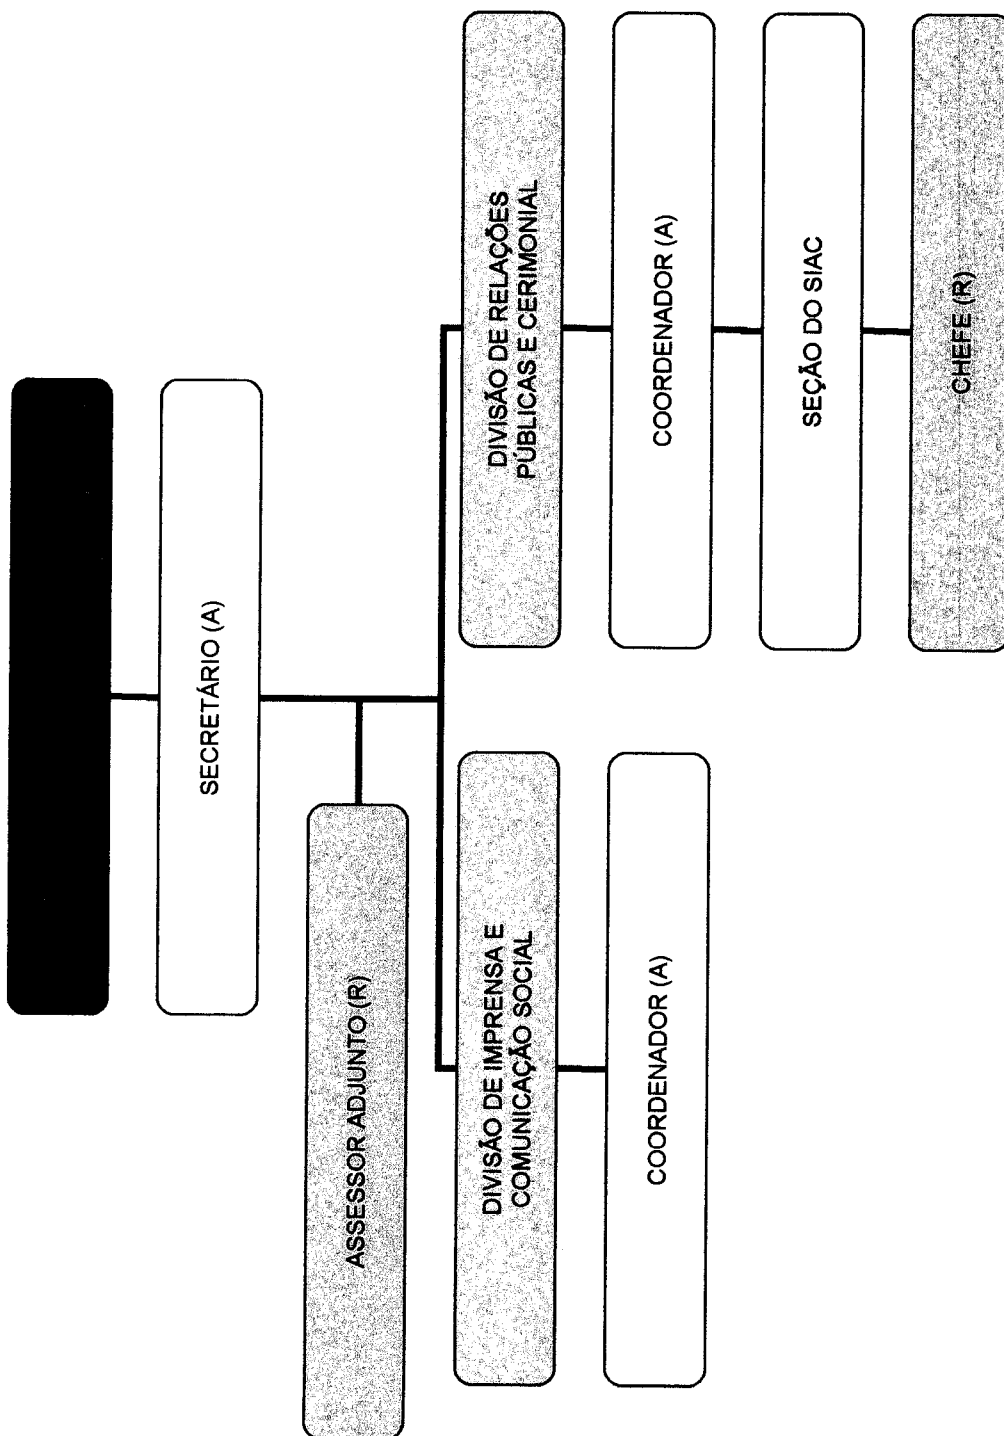 SECRETÁRIO (A)
ASSESSOR ADJUNTO (R)
DIVISÃO DE IMPRENSA E
COMUNICAÇÃO SOCIAL
COORDENADOR (A)
DIVISÃO DE RELAÇÕES
PÚBLICAS E CERIMONIAL
COORDENADOR (A)
SEÇÃO DO SIAC
CHEFE (R)